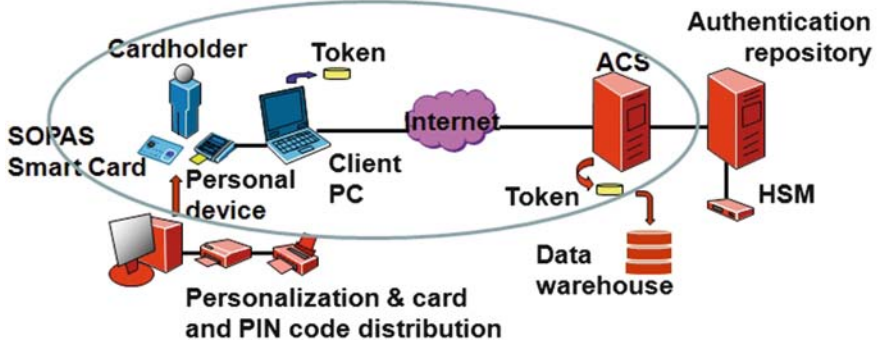 Authentication
repository)
Cardholder
Token
ACS
Internet
SOPAS
Smart Card
Personal
device
Client
PC
Token
HSM
Data
warehouse
Personalization & card
and PIN code distribution